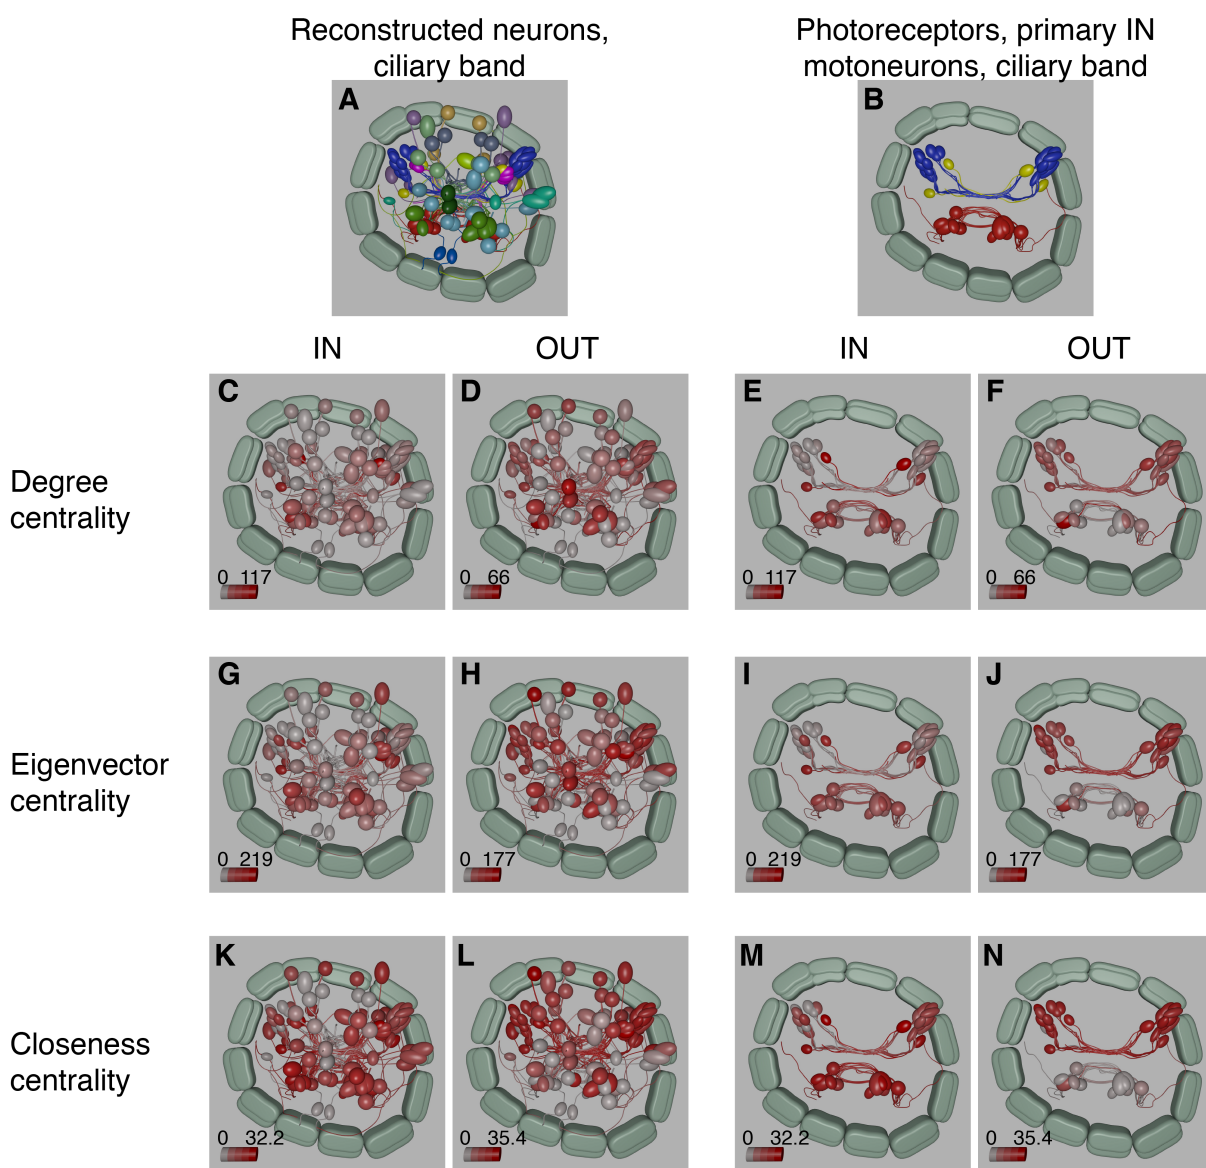 Reconstructed neurons,
ciliary band
Photoreceptors, primary IN
motoneurons, ciliary band
A
B
IN
OUT
IN
OUT
Degree
centrality
C
0 117
D
0 66
E
0 117
F
0 66
Eigenvector
centrality
G
0 219
H
0 177
I
0 219
J
0 177
Closeness
centrality
K
0 32.2
L
0 35.4
M
0 32.2
N
0 35.4